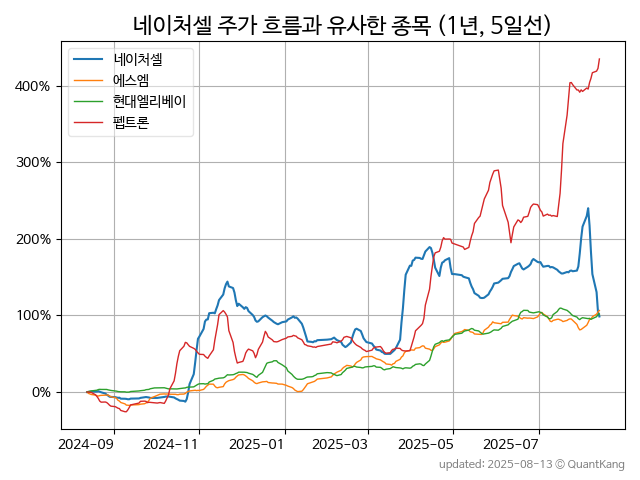 네이처셀 주가 흐름과 유사한 종목 (1년, 5일선)
네이처셀
에스엠
현대엘리베이
펩트론
400%
300%
200%
100%
0%
2024-09 2024-11 2025-01 2025-03 2025-05 2025-07
updated: 2025-08-13 © QuantKang